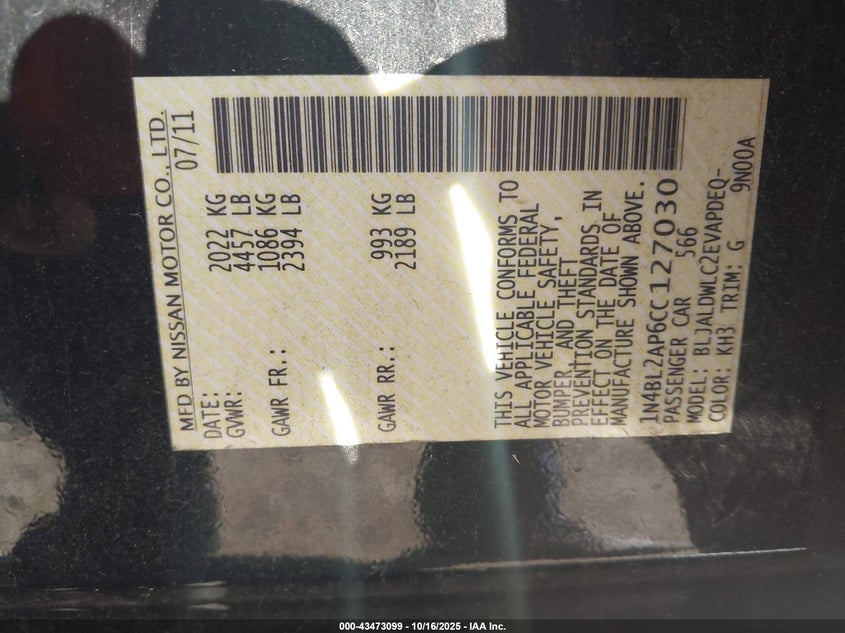 MFD BY NISSAN MOTOR CO., LTD.
DATE: 07/11
GVWR: 2022 KG
4457 LB
GAWR FR.: 1086 KG
2394 LB
GAWR RR.: 993 KG
2189 LB
THIS VEHICLE CONFORMS TO
ALL APPLICABLE FEDERAL
MOTOR VEHICLE SAFETY,
BUMPER, AND THEFT
PREVENTION STANDARDS IN
EFFECT ON THE DATE OF
MANUFACTURE SHOWN ABOVE.
1N4BL2AP6CC127030
PASSENGER CAR 566
MODEL: BLJALDWLC2EVAPDEQ-
COLOR: KH3 TRIM: G 9N00A
000-43473099 - 10/16/2025 - IAA Inc.